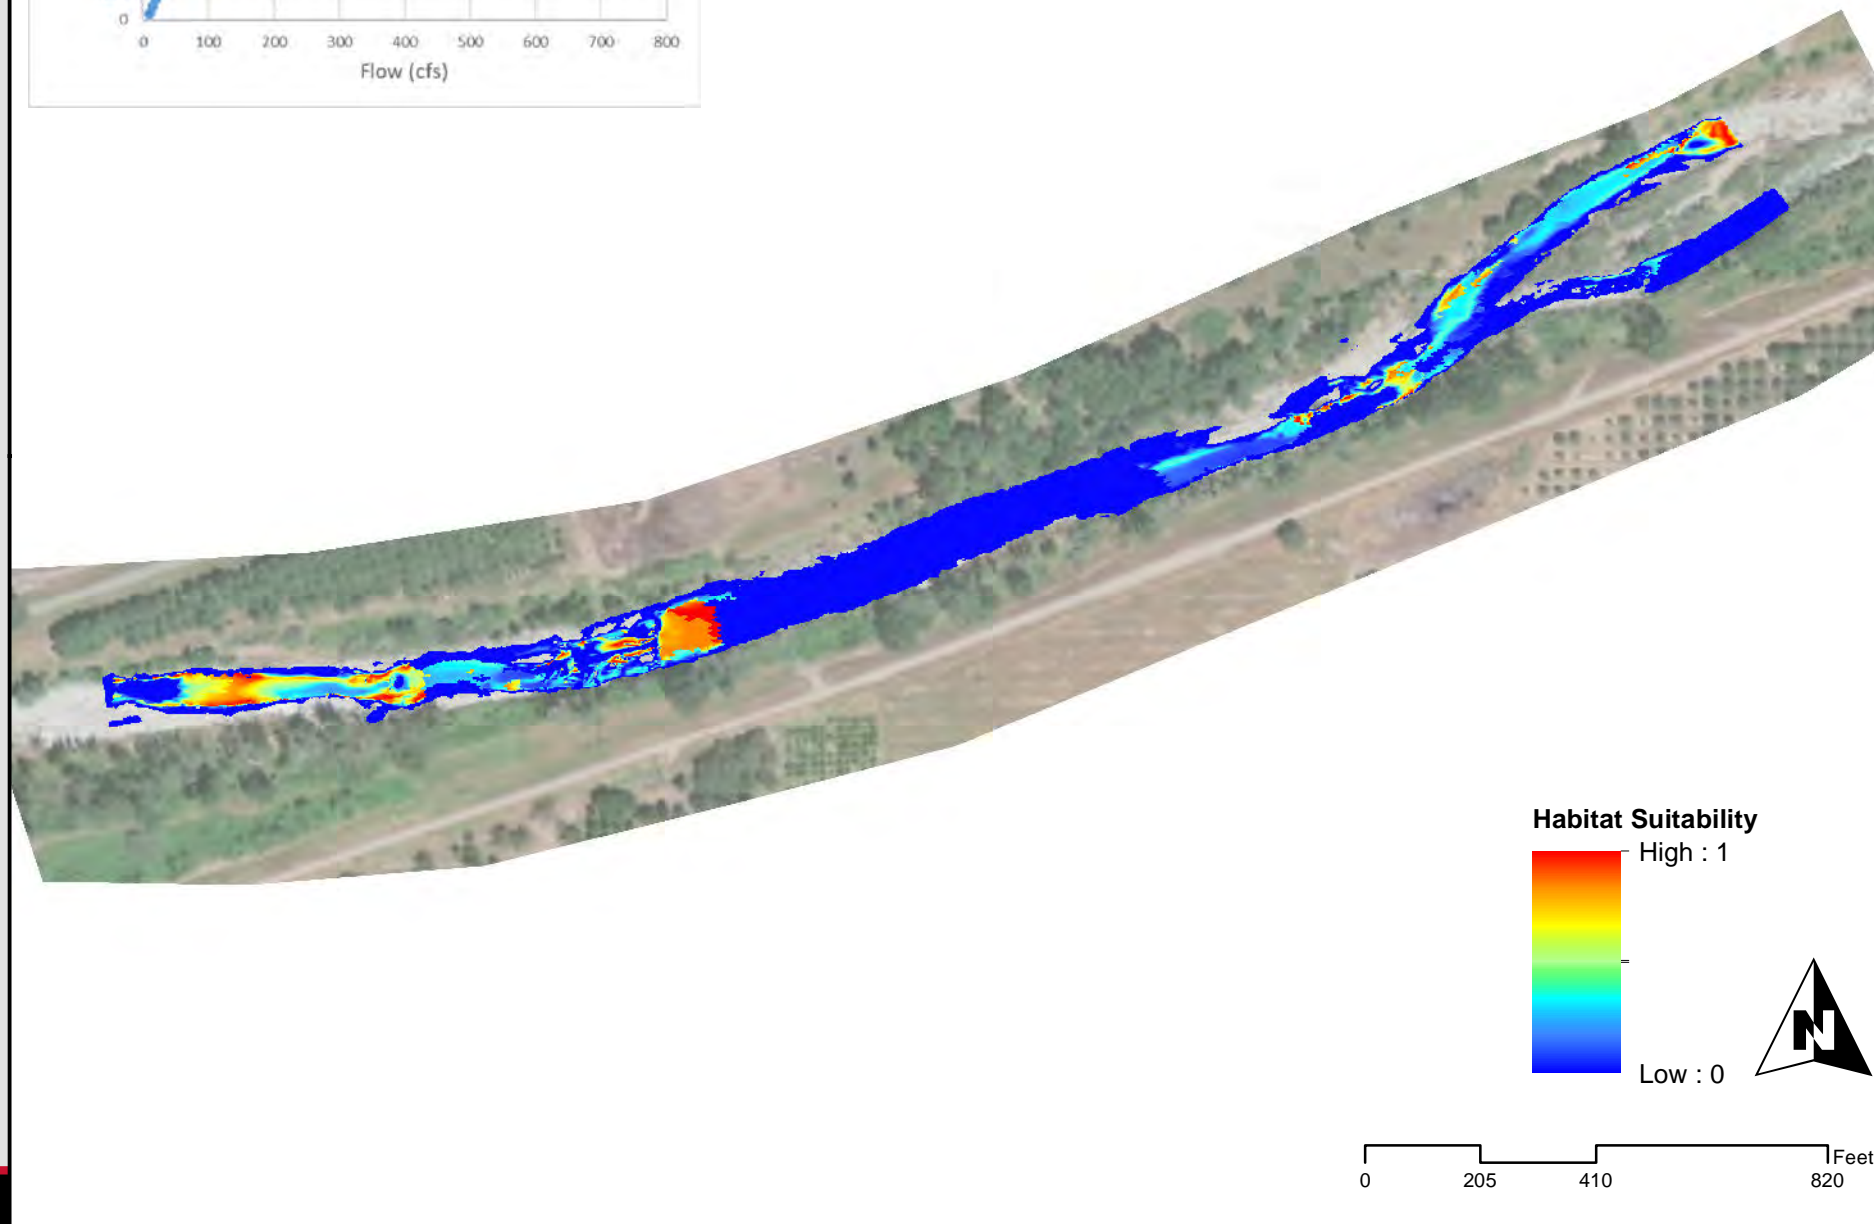 0
0 100 200 300 400 500 600 700 800
Flow (cfs)
Habitat Suitability
High : 1
Low : 0
N
Feet
0 205 410 820